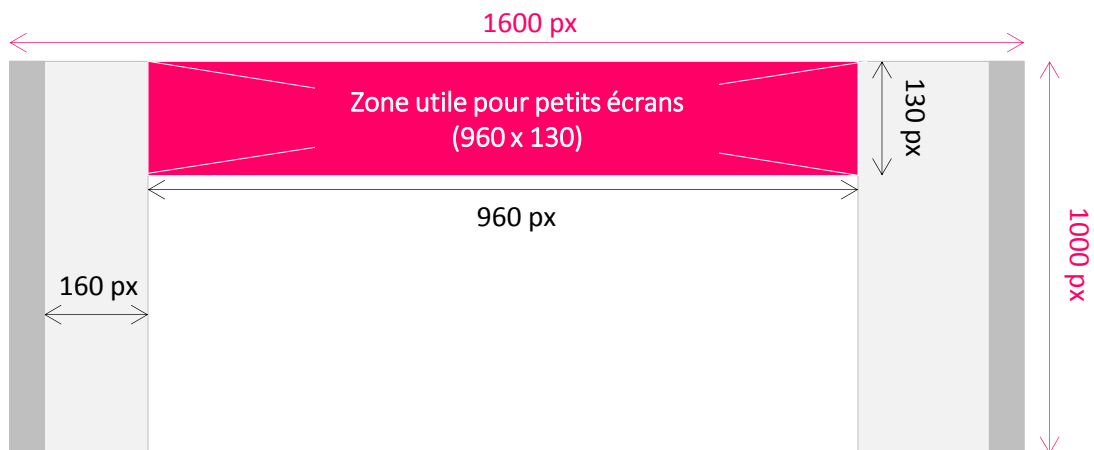 1600 px
Zone utile pour petits écrans
(960 x 130)
130 px
960 px
1000 px
160 px